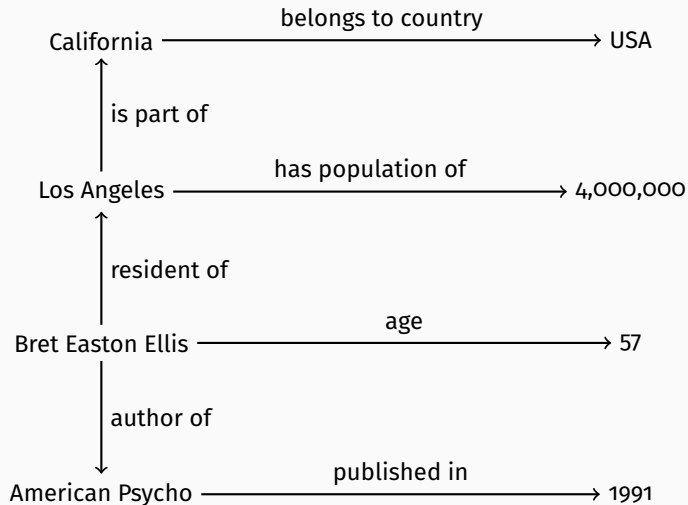 belongs to country
California
USA
is part of
has population of
Los Angeles
4,000,000
resident of
age
Bret Easton Ellis
57
author of
published in
American Psycho
1991